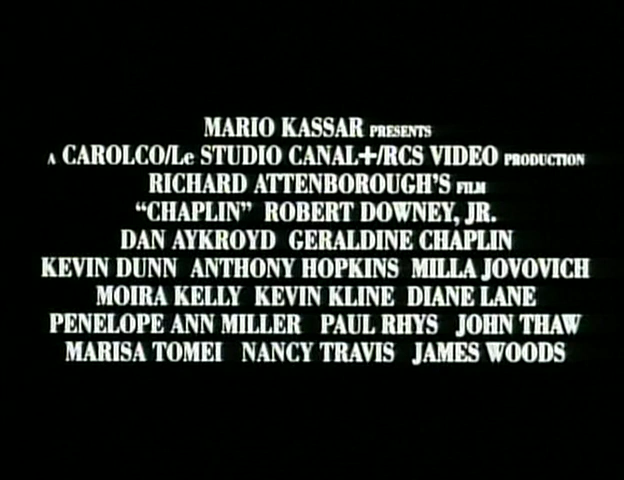 MARIO KASSAR PRESENTS
A CAROLCO/Le STUDIO CANAL+/RCS VIDEO PRODUCTION
RICHARD ATTENBOROUGH'S FILM
“CHAPLIN” ROBERT DOWNEY, JR.
DAN AYKROYD GERALDINE CHAPLIN
KEVIN DUNN ANTHONY HOPKINS MILLA JOVOVICH
MOIRA KELLY KEVIN KLINE DIANE LANE
PENELOPE ANN MILLER PAUL RHYS JOHN THAW
MARISA TOMEI NANCY TRAVIS JAMES WOODS